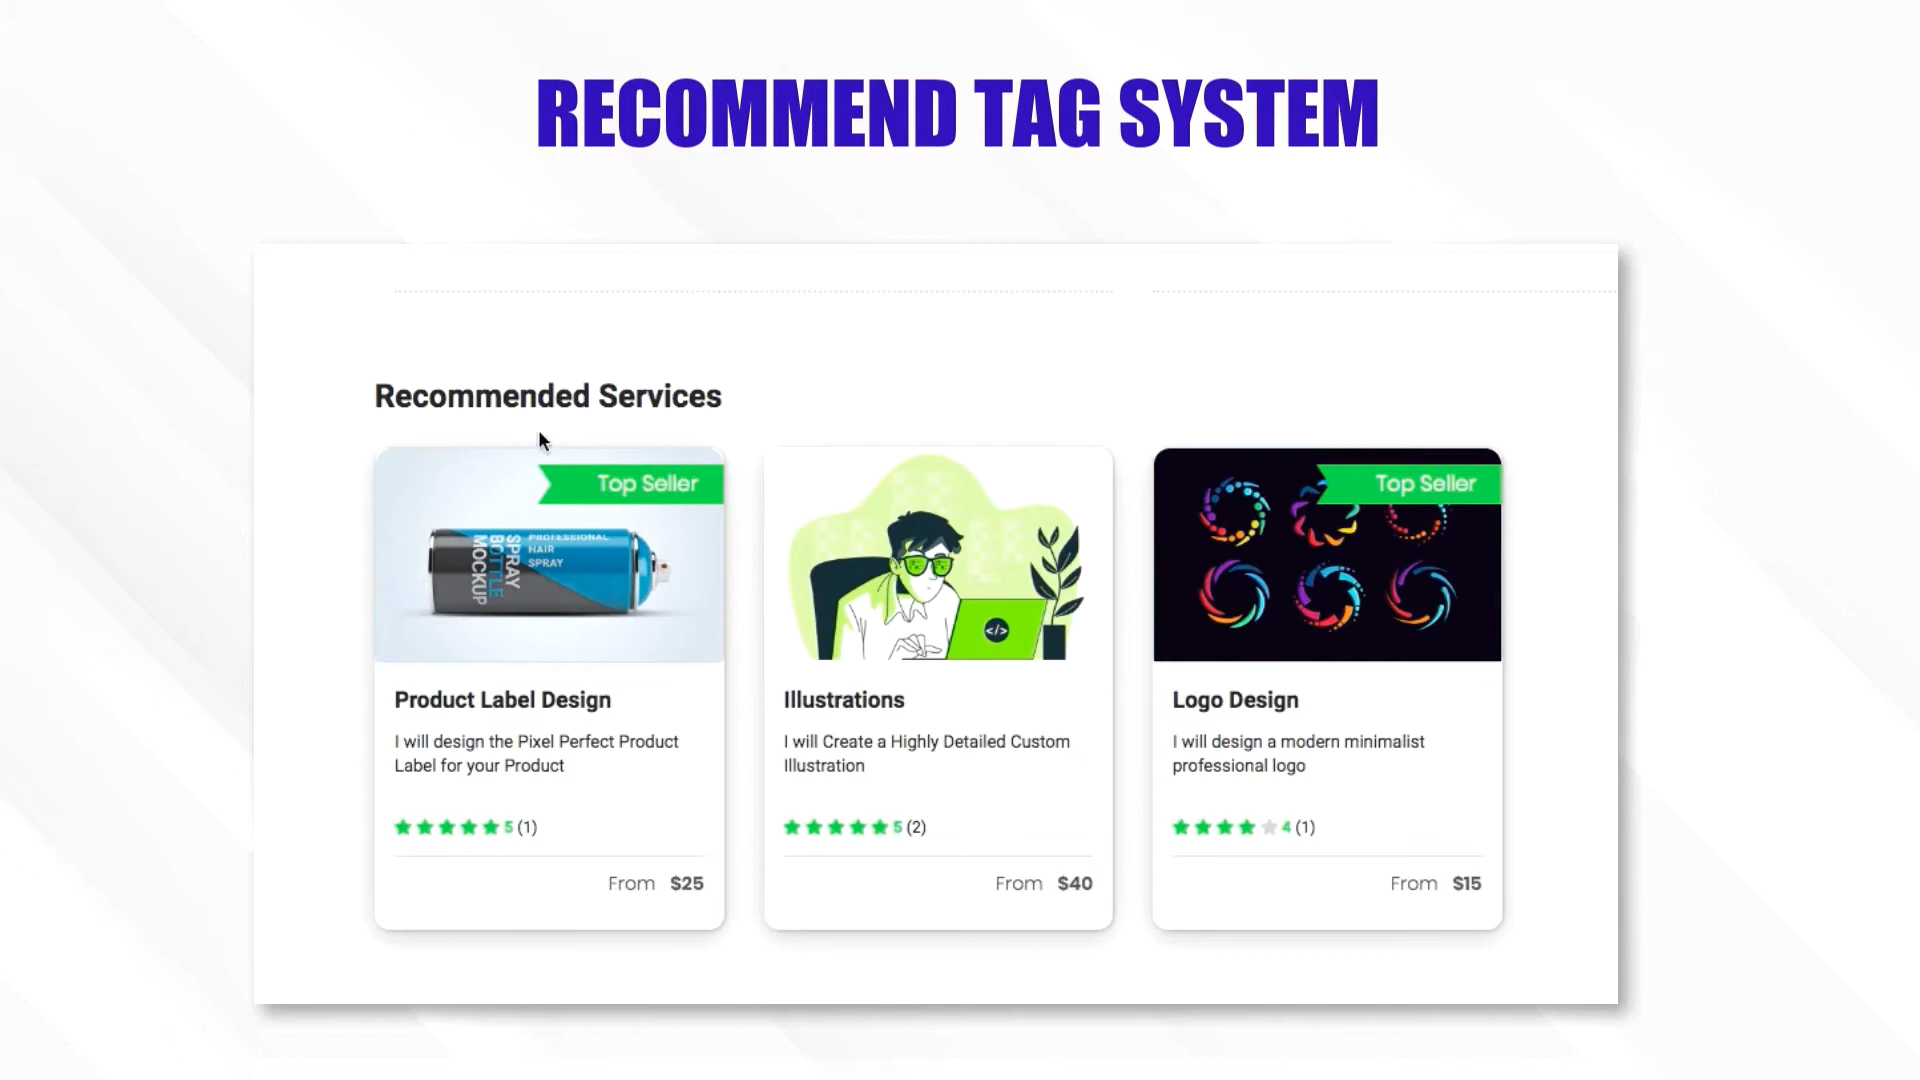 RECOMMEND TAG SYSTEM
Recommended Services
Top Seller
SPRAY
BOTTLE
MOCKUP
PROFESSIONAL
HAIR
SPRAY
Product Label Design
I will design the Pixel Perfect Product
Label for your Product
5 (1)
From $25
</>
Illustrations
I will Create a Highly Detailed Custom
Illustration
5 (2)
From $40
Top Seller
Logo Design
I will design a modern minimalist
professional logo
4 (1)
From $15